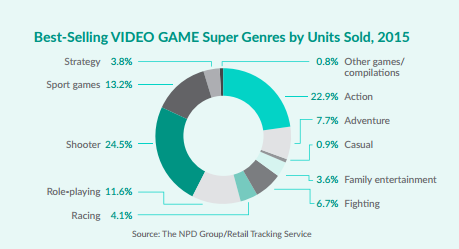 Best-Selling VIDEO GAME Super Genres by Units Sold, 2015
Strategy 3.8%
Sport games 13.2%
Shooter 24.5%
Role-playing 11.6%
Racing 4.1%
0.8% Other games/
compilations
22.9% Action
7.7% Adventure
0.9% Casual
3.6% Family entertainment
6.7% Fighting
Source: The NPD Group/Retail Tracking Service